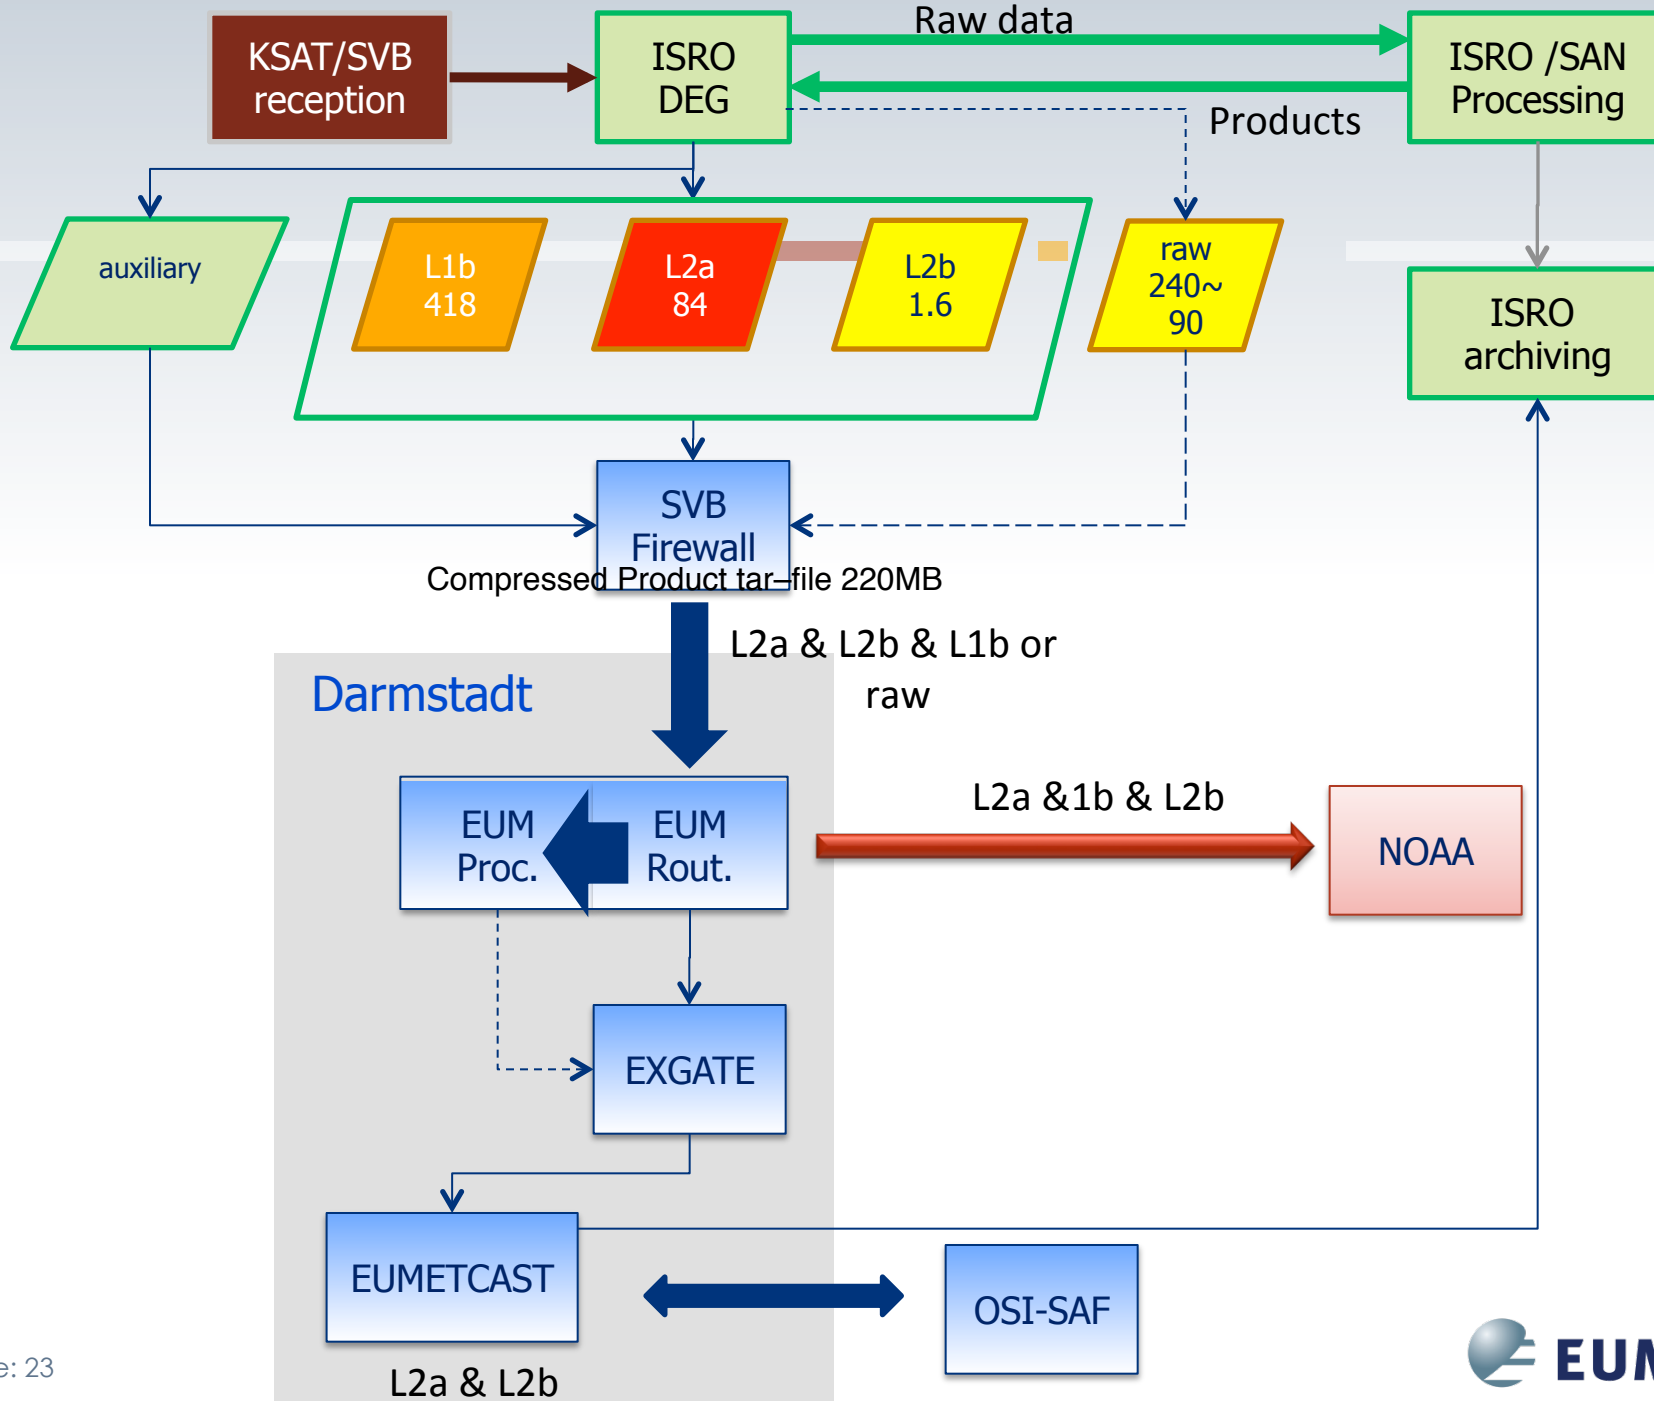 Raw data
KSAT/SVB
reception
ISRO
DEG
ISRO /SAN
Processing
Products
auxiliary
L1b
418
L2a
84
L2b
1.6
raw
240~
90
ISRO
archiving
SVB
Firewall
Compressed Product tar–file 220MB
L2a & L2b & L1b or
raw
Darmstadt
EUM
Proc.
EUM
Rout.
L2a &1b & L2b
NOAA
EXGATE
EUMETCAST
OSI-SAF
L2a & L2b
e: 23
EUM